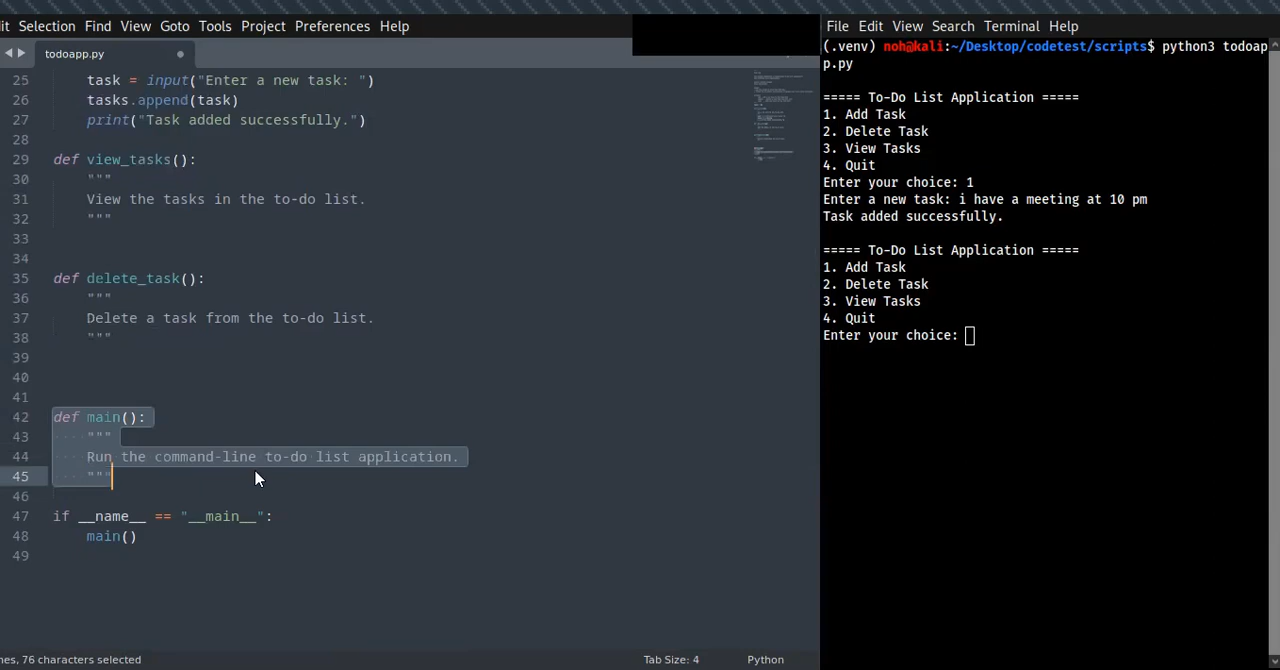 it Selection Find View Goto Tools Project Preferences Help
todoapp.py
25 task = input("Enter a new task: ")
26 tasks.append(task)
27 print("Task added successfully.")
28
29 def view_tasks():
30 """
31 View the tasks in the to-do list.
32 """
33
34
35 def delete_task():
36 """
37 Delete a task from the to-do list.
38 """
39
40
41
42 def main():
43 """
44 Run the command-line to-do list application.
45 """
46
47 if __name__ == "__main__":
48 main()
49
nes, 76 characters selected
Tab Size: 4
Python
File Edit View Search Terminal Help
(.venv) noh@kali:~/Desktop/codetest/scripts$ python3 todoap
p.py
===== To-Do List Application =====
1. Add Task
2. Delete Task
3. View Tasks
4. Quit
Enter your choice: 1
Enter a new task: i have a meeting at 10 pm
Task added successfully.
===== To-Do List Application =====
1. Add Task
2. Delete Task
3. View Tasks
4. Quit
Enter your choice: